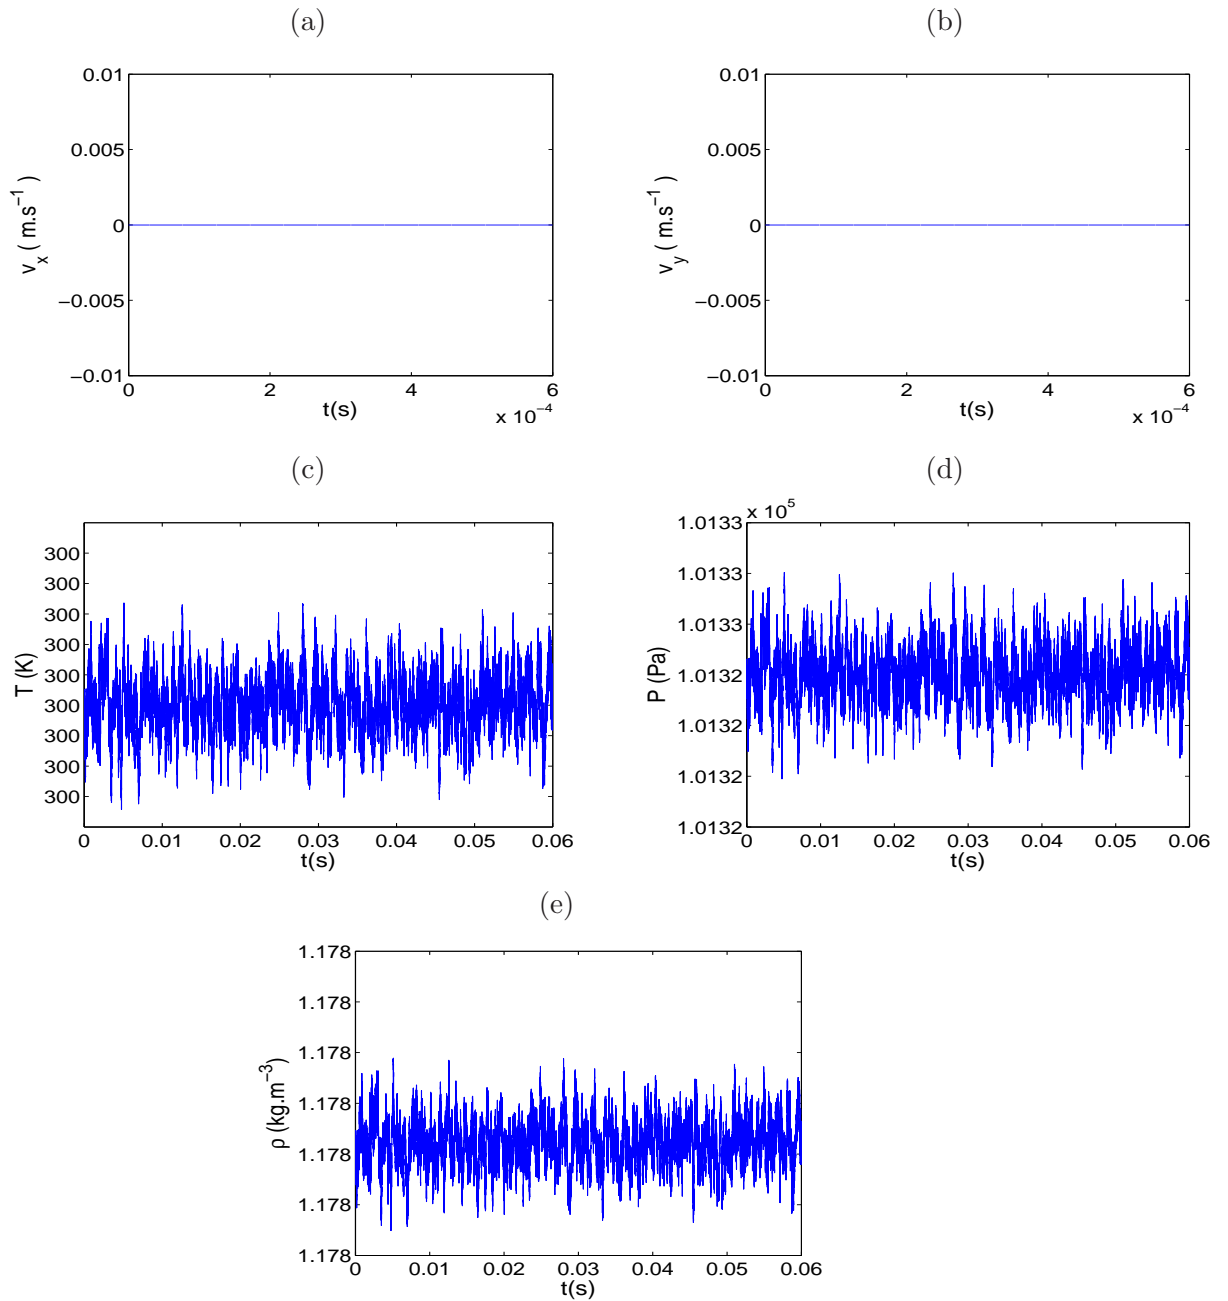 (a)
0.01
0.005
0
−0.005
−0.01
v_x ( m.s⁻¹ )
0 2 4 6
t(s)
x 10⁻⁴
(b)
0.01
0.005
0
−0.005
−0.01
v_y ( m.s⁻¹ )
0 2 4 6
t(s)
x 10⁻⁴
(c)
300
300
300
300
300
300
300
300
300
T (K)
0 0.01 0.02 0.03 0.04 0.05 0.06
t(s)
(d)
x 10⁵
1.0133
1.0133
1.0133
1.0132
1.0132
1.0132
1.0132
P (Pa)
0 0.01 0.02 0.03 0.04 0.05 0.06
t(s)
(e)
1.178
1.178
1.178
1.178
1.178
1.178
1.178
ρ (kg.m⁻³)
0 0.01 0.02 0.03 0.04 0.05 0.06
t(s)